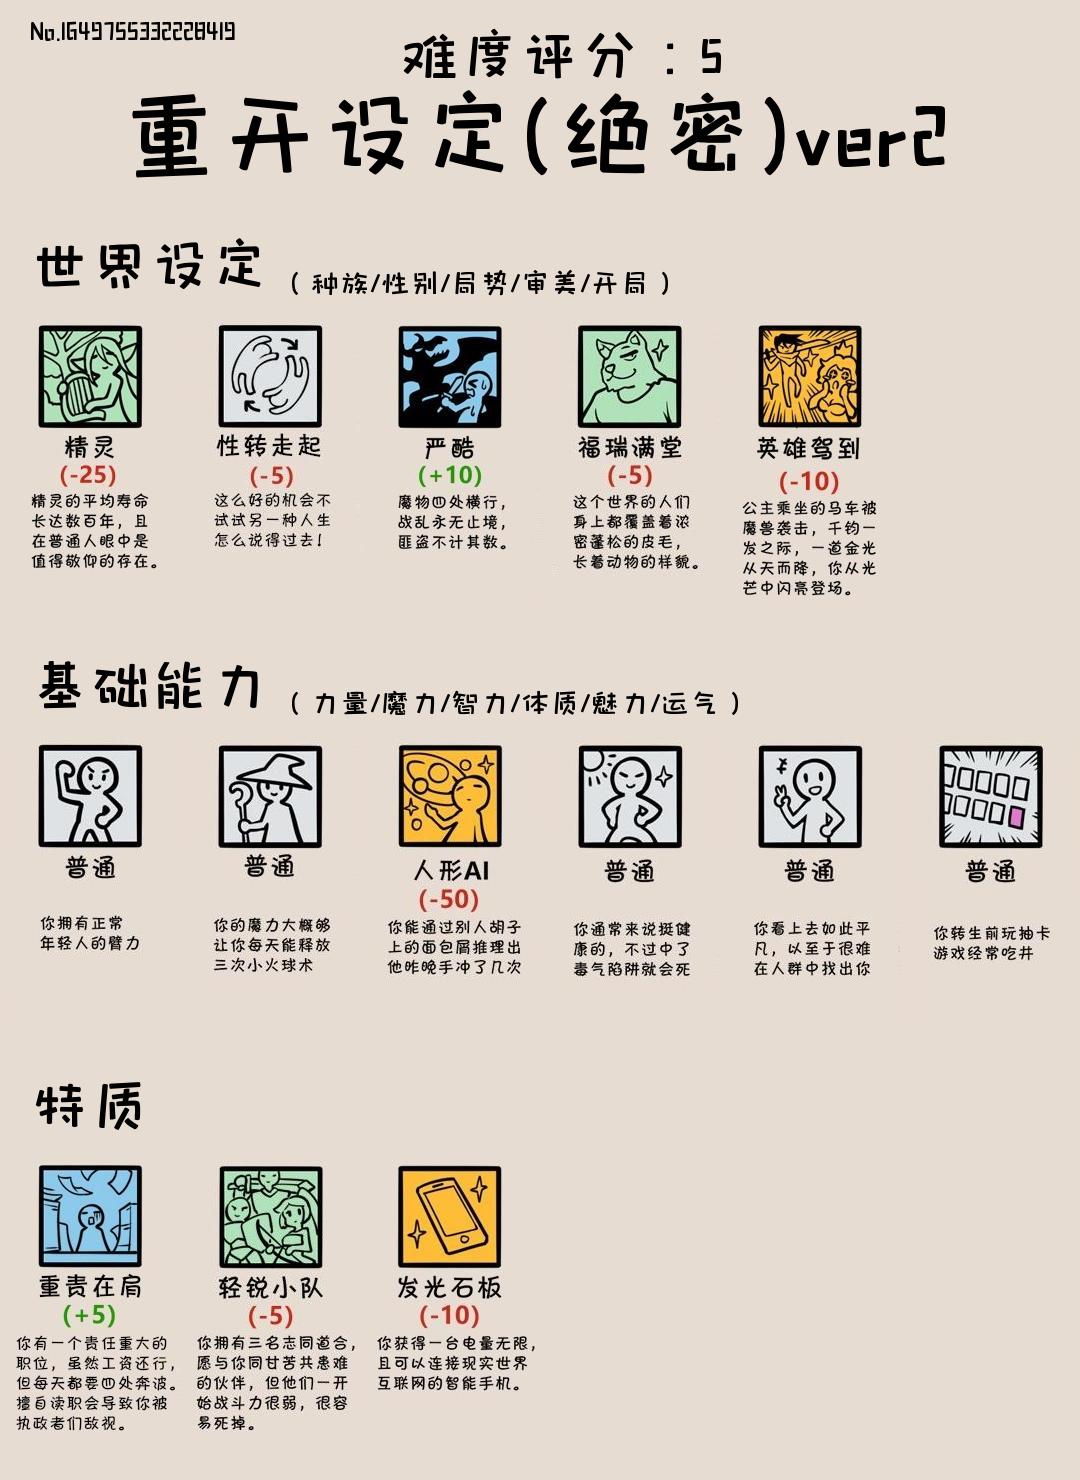 No.1649755332228419
难度评分：5
重开设定(绝密)ver2
世界设定（种族/性别/局势/审美/开局）
精灵
(-25)
精灵的平均寿命
长达数百年，且
在普通人眼中是
值得敬仰的存在。
性转走起
(-5)
这么好的机会不
试试另一种人生
怎么说得过去！
严酷
(+10)
魔物四处横行，
战乱永无止境，
匪盗不计其数。
福瑞满堂
(-5)
这个世界的人们
身上都覆盖着浓
密蓬松的皮毛，
长着动物的样貌。
英雄驾到
(-10)
公主乘坐的马车被
魔兽袭击，千钧一
发之际，一道金光
从天而降，你从光
芒中闪亮登场。
基础能力（力量/魔力/智力/体质/魅力/运气）
普通
你拥有正常
年轻人的臂力
普通
你的魔力大概够
让你每天能释放
三次小火球术
人形AI
(-50)
你能通过别人胡子
上的面包屑推理出
他昨晚手冲了几次
普通
你通常来说挺健
康的，不过中了
毒气陷阱就会死
普通
你看上去如此平
凡，以至于很难
在人群中找出你
普通
你转生前玩抽卡
游戏经常吃井
特质
重责在肩
(+5)
你有一个责任重大的
职位，虽然工资还行，
但每天都要四处奔波。
擅自读职会导致你被
执政者们敌视。
轻锐小队
(-5)
你拥有三名志同道合，
愿与你同甘苦共患难
的伙伴，但他们一开
始战斗力很弱，很容
易死掉。
发光石板
(-10)
你获得一台电量无限，
且可以连接现实世界
互联网的智能手机。